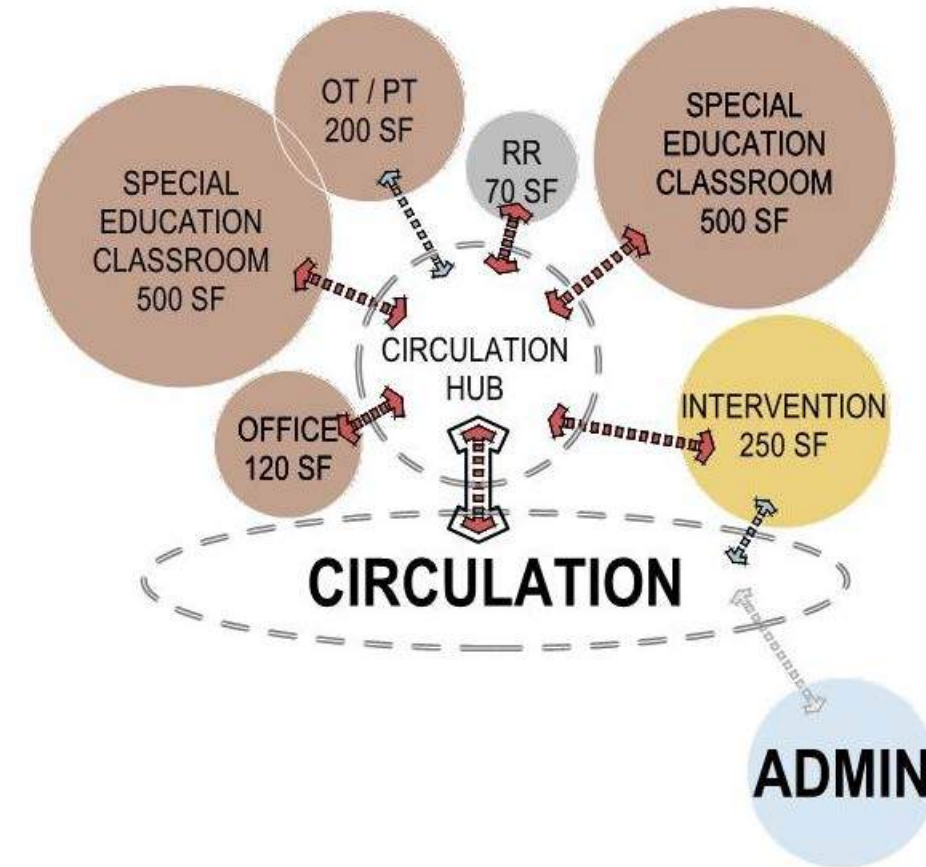 OT / PT
200 SF
RR
70 SF
SPECIAL
EDUCATION
CLASSROOM
500 SF
SPECIAL
EDUCATION
CLASSROOM
500 SF
CIRCULATION
HUB
OFFICE
120 SF
INTERVENTION
250 SF
CIRCULATION
ADMIN